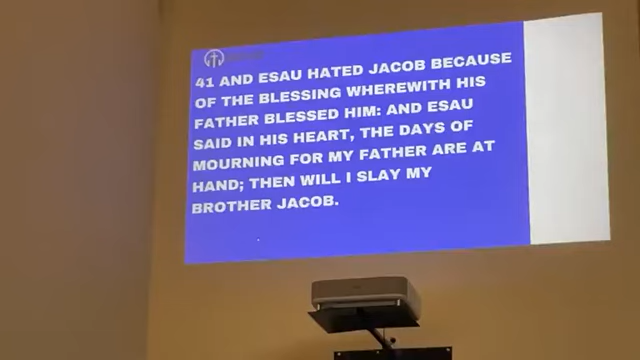 41 AND ESAU HATED JACOB BECAUSE
OF THE BLESSING WHEREWITH HIS
FATHER BLESSED HIM: AND ESAU
SAID IN HIS HEART, THE DAYS OF
MOURNING FOR MY FATHER ARE AT
HAND; THEN WILL I SLAY MY
BROTHER JACOB.